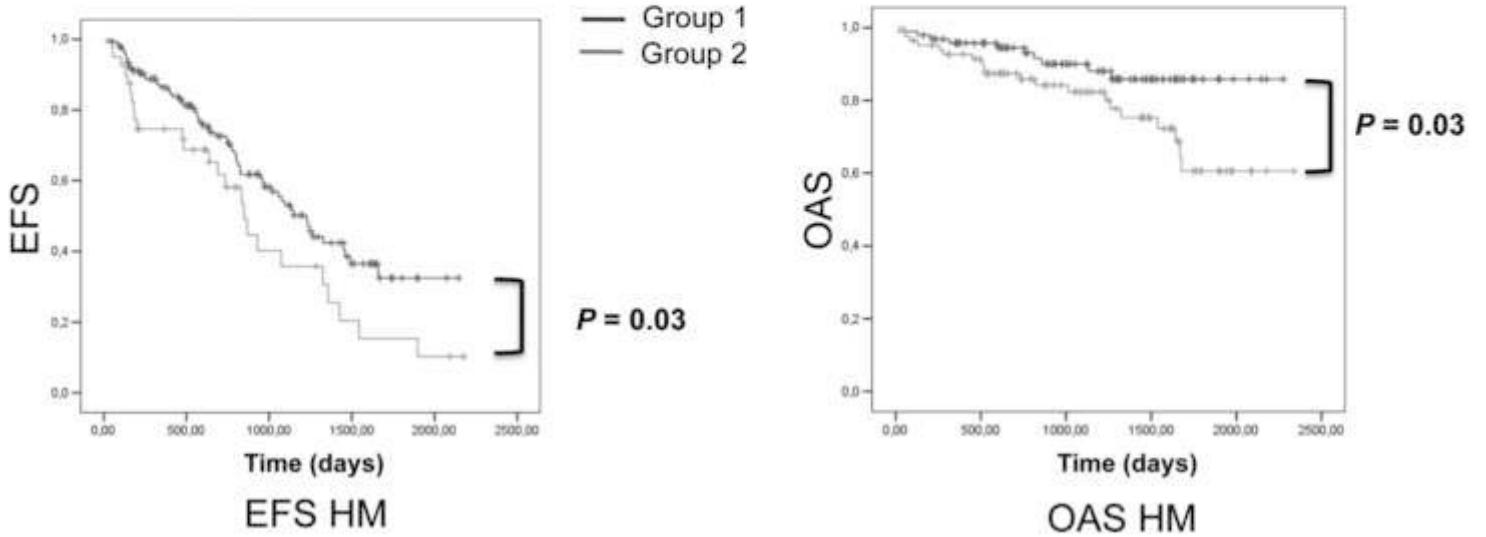 Group 1
Group 2
EFS
1,0
0,8
0,6
0,4
0,2
0,0
0,00 500,00 1000,00 1500,00 2000,00 2500,00
Time (days)
EFS HM
P = 0.03
OAS
1,0
0,8
0,6
0,4
0,2
0,0
0,00 500,00 1000,00 1500,00 2000,00 2500,00
Time (days)
OAS HM
P = 0.03